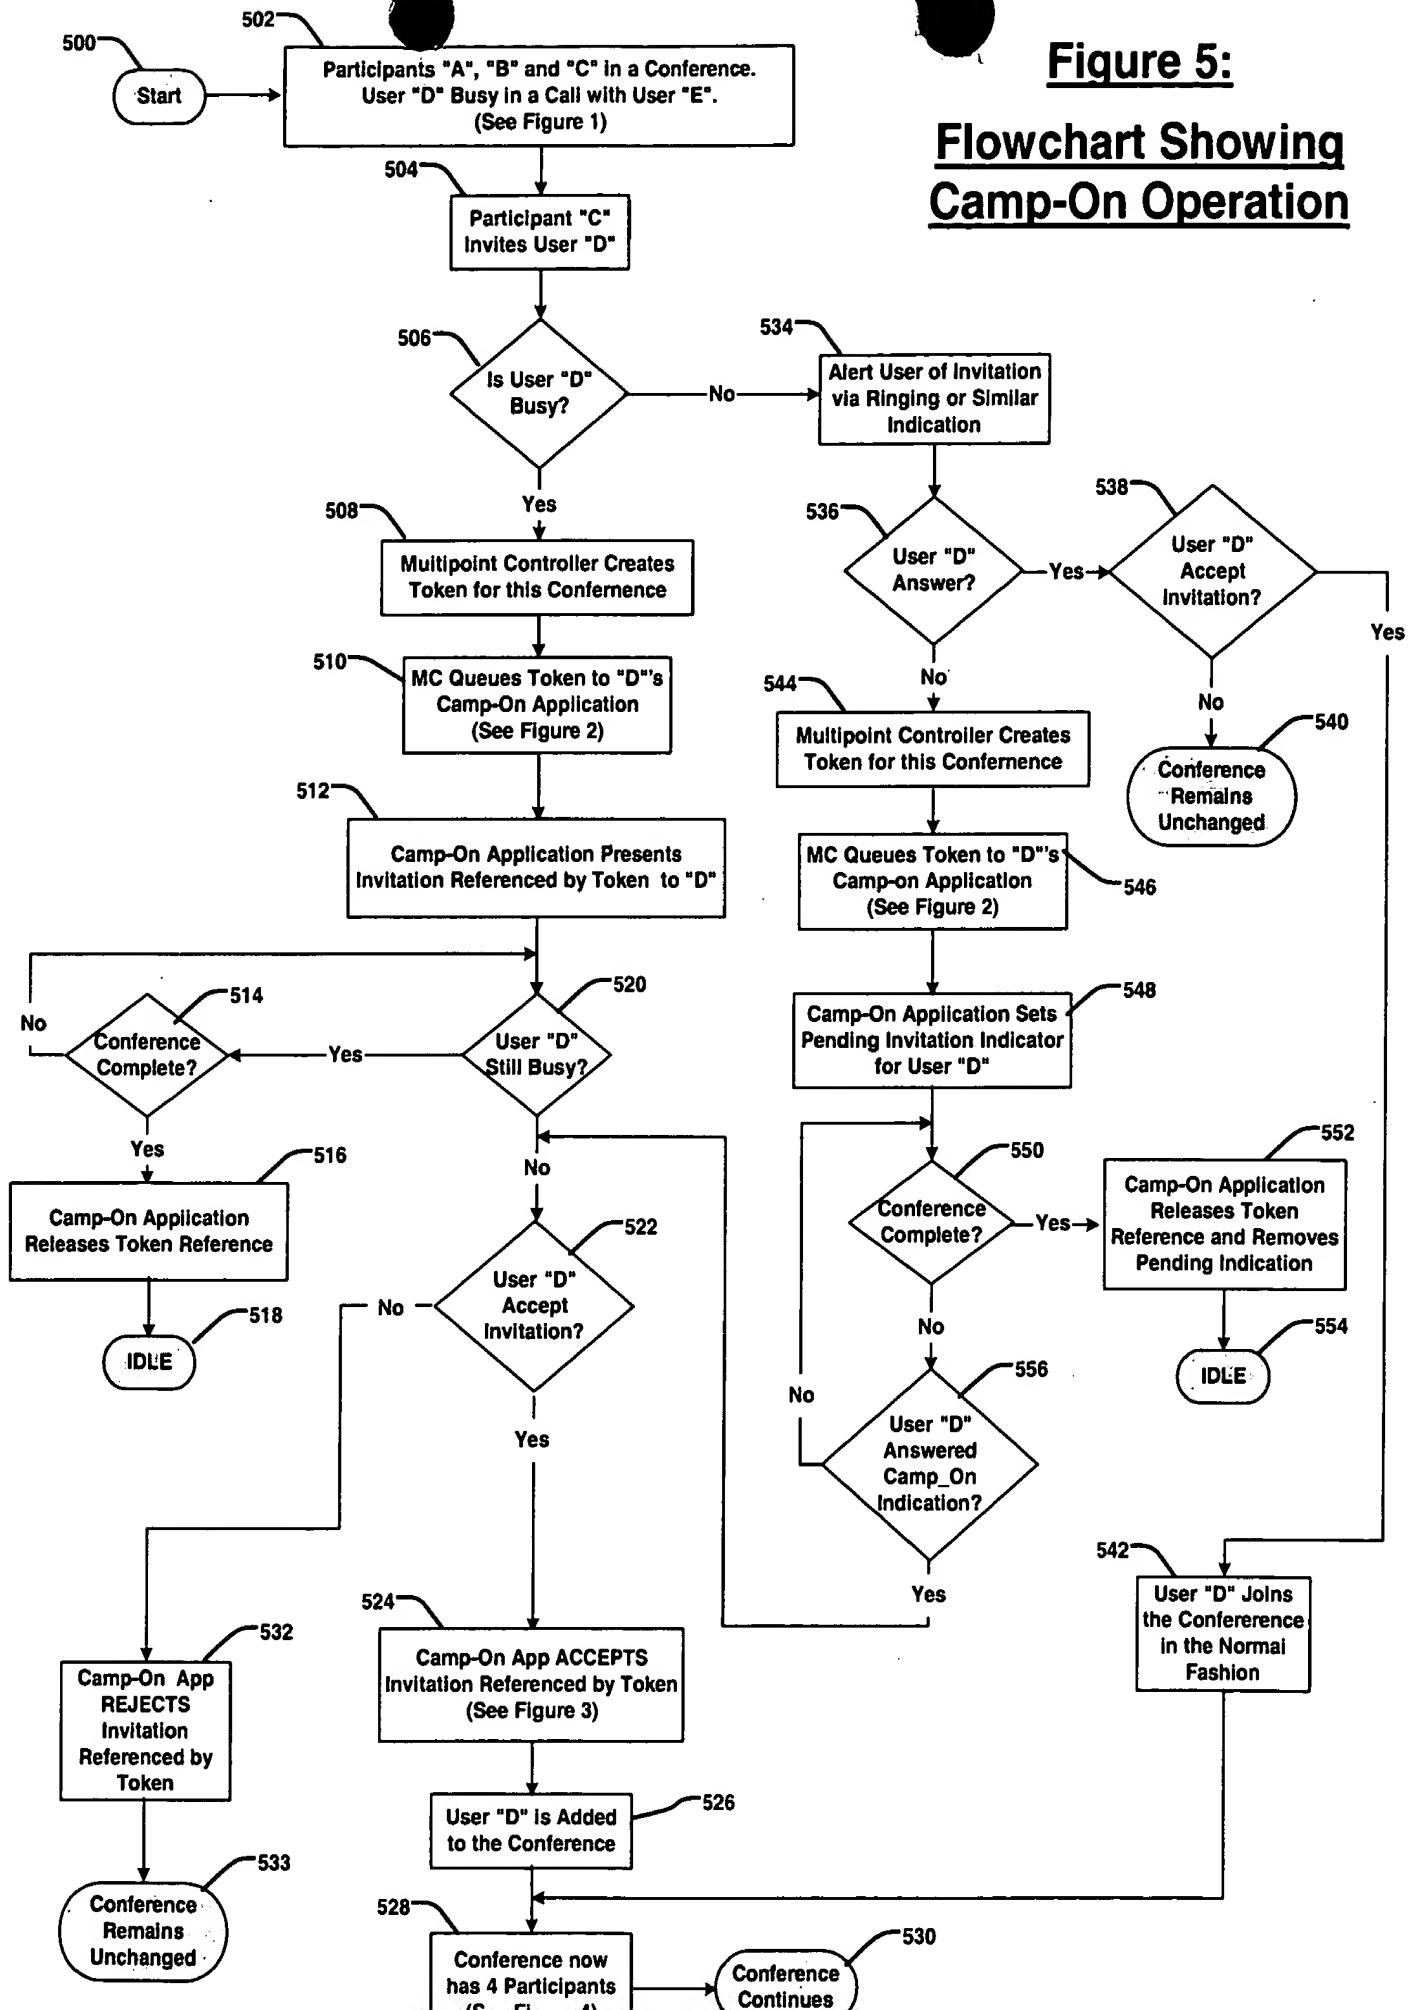 Figure 5:
Flowchart Showing
Camp-On Operation
500
Start
502
Participants "A", "B" and "C" in a Conference.
User "D" Busy in a Call with User "E".
(See Figure 1)
504
Participant "C"
Invites User "D"
506
Is User "D"
Busy?
No
Yes
534
Alert User of Invitation
via Ringing or Similar
Indication
508
Multipoint Controller Creates
Token for this Confernence
536
User "D"
Answer?
Yes
No
538
User "D"
Accept
Invitation?
Yes
No
540
Conference
Remains
Unchanged
510
MC Queues Token to "D"'s
Camp-On Application
(See Figure 2)
544
Multipoint Controller Creates
Token for this Confernence
512
Camp-On Application Presents
Invitation Referenced by Token to "D"
MC Queues Token to "D"'s
Camp-on Application
(See Figure 2)
546
514
Conference
Complete?
No
Yes
520
User "D"
Still Busy?
Yes
No
548
Camp-On Application Sets
Pending Invitation Indicator
for User "D"
516
Camp-On Application
Releases Token Reference
518
IDLE
522
User "D"
Accept
Invitation?
No
Yes
550
Conference
Complete?
Yes
No
552
Camp-On Application
Releases Token
Reference and Removes
Pending Indication
554
IDLE
556
User "D"
Answered
Camp_On
Indication?
No
Yes
542
User "D" Joins
the Confererence
in the Normal
Fashion
524
Camp-On App ACCEPTS
Invitation Referenced by Token
(See Figure 3)
532
Camp-On App
REJECTS
Invitation
Referenced by
Token
526
User "D" is Added
to the Conference
533
Conference
Remains
Unchanged
528
Conference now
has 4 Participants
530
Conference
Continues